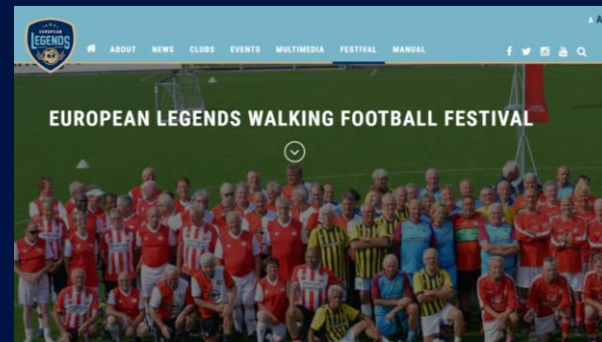 EUROPEAN
LEGENDS
ABOUT NEWS CLUBS EVENTS MULTIMEDIA FESTIVAL MANUAL
A A
EUROPEAN LEGENDS WALKING FOOTBALL FESTIVAL